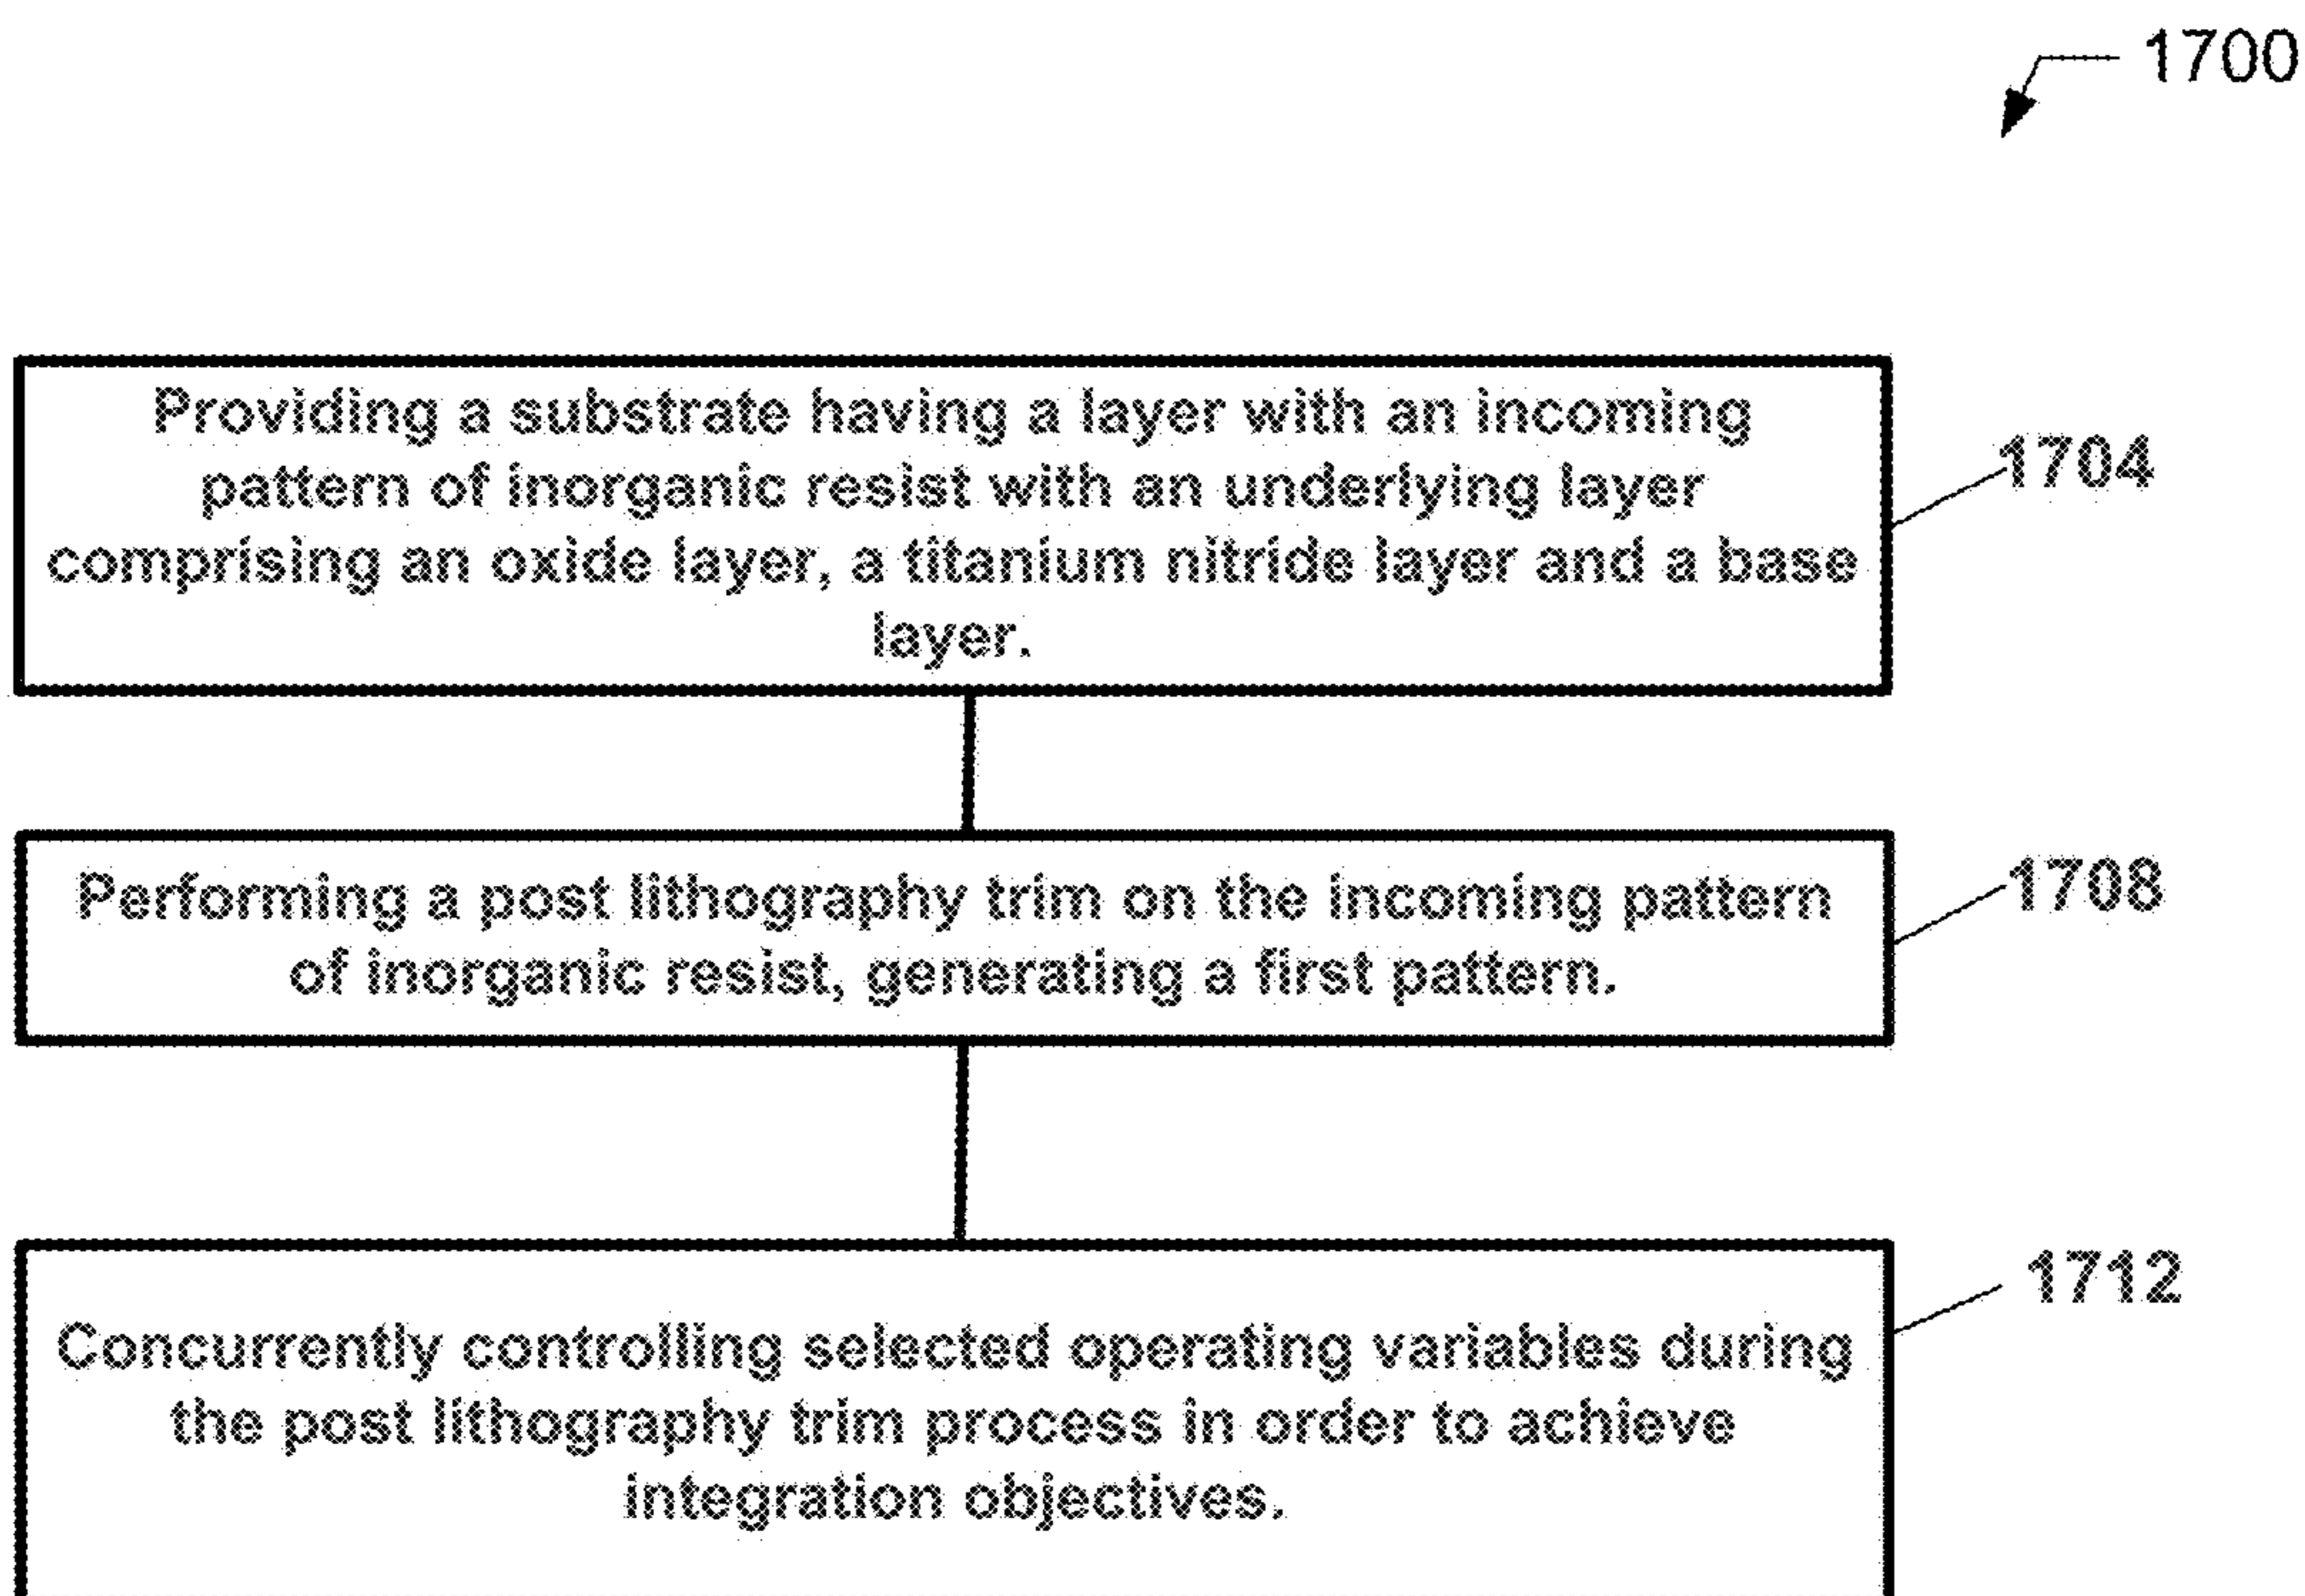 1700
Providing a substrate having a layer with an incoming
pattern of inorganic resist with an underlying layer
comprising an oxide layer, a titanium nitride layer and a base
layer.
1704
Performing a post lithography trim on the incoming pattern
of inorganic resist, generating a first pattern.
1708
Concurrently controlling selected operating variables during
the post lithography trim process in order to achieve
integration objectives.
1712